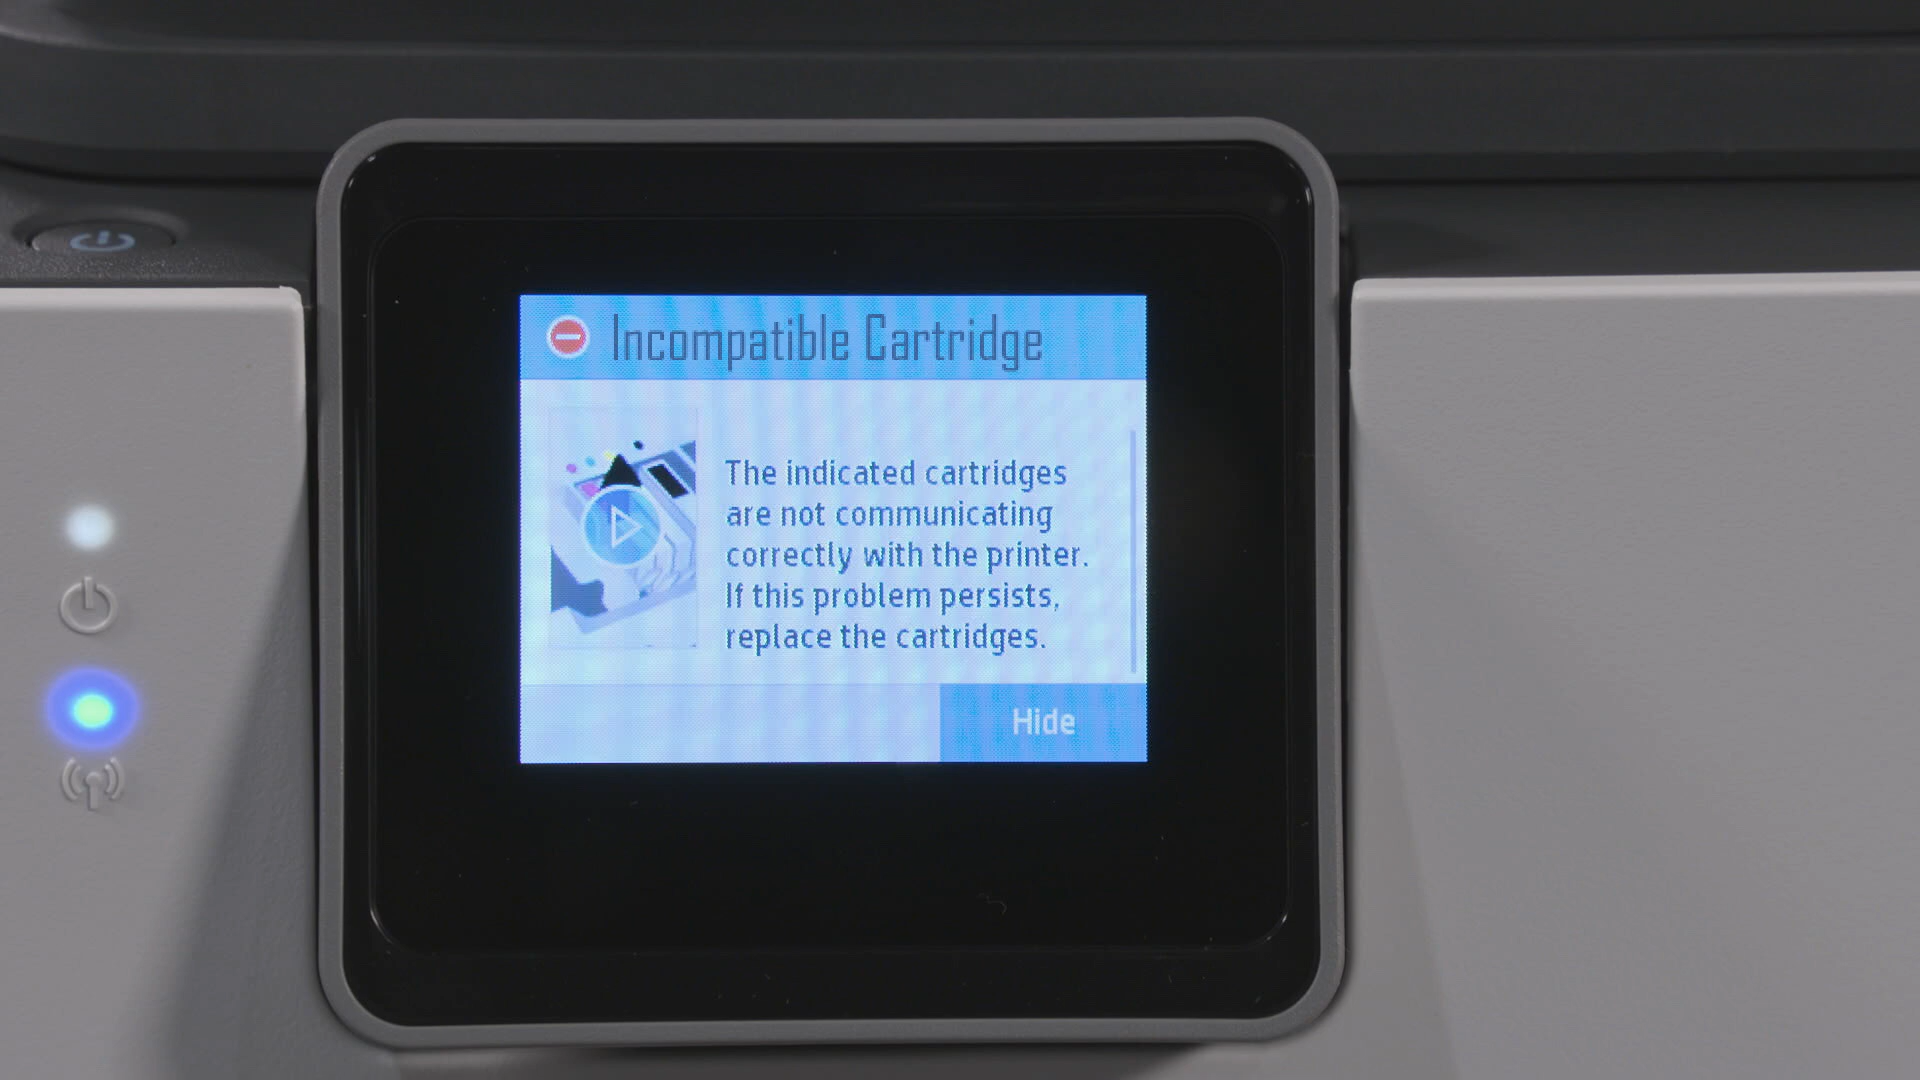 Incompatible Cartridge
The indicated cartridges
are not communicating
correctly with the printer.
If this problem persists,
replace the cartridges.
Hide